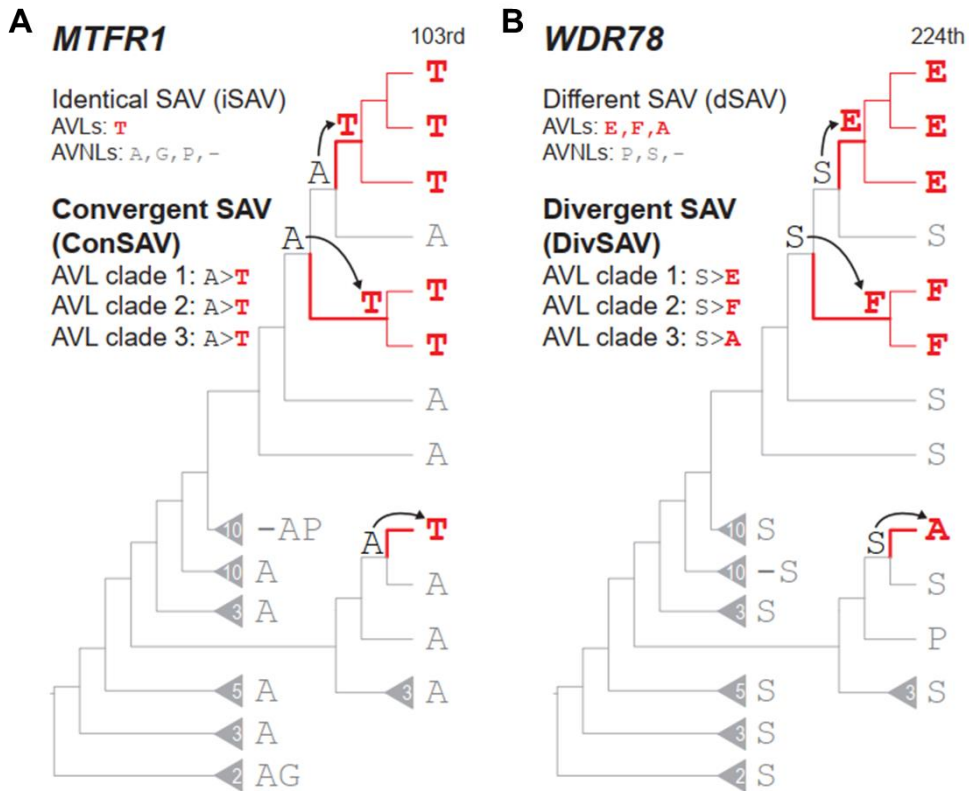 A
MTFR1
103rd
Identical SAV (iSAV)
AVLs: T
AVNLs: A,G,P,-
Convergent SAV
(ConSAV)
AVL clade 1: A>T
AVL clade 2: A>T
AVL clade 3: A>T
T
T
T
T
A
A
A
T
T
T
A
A
10 -AP
10 A
3 A
A
T
A
A
3 A
5 A
3 A
2 AG
B
WDR78
224th
Different SAV (dSAV)
AVLs: E,F,A
AVNLs: P,S,-
Divergent SAV
(DivSAV)
AVL clade 1: S>E
AVL clade 2: S>F
AVL clade 3: S>A
E
E
E
E
S
S
S
F
F
F
S
S
10 S
10 -S
3 S
S
A
S
P
3 S
5 S
3 S
2 S